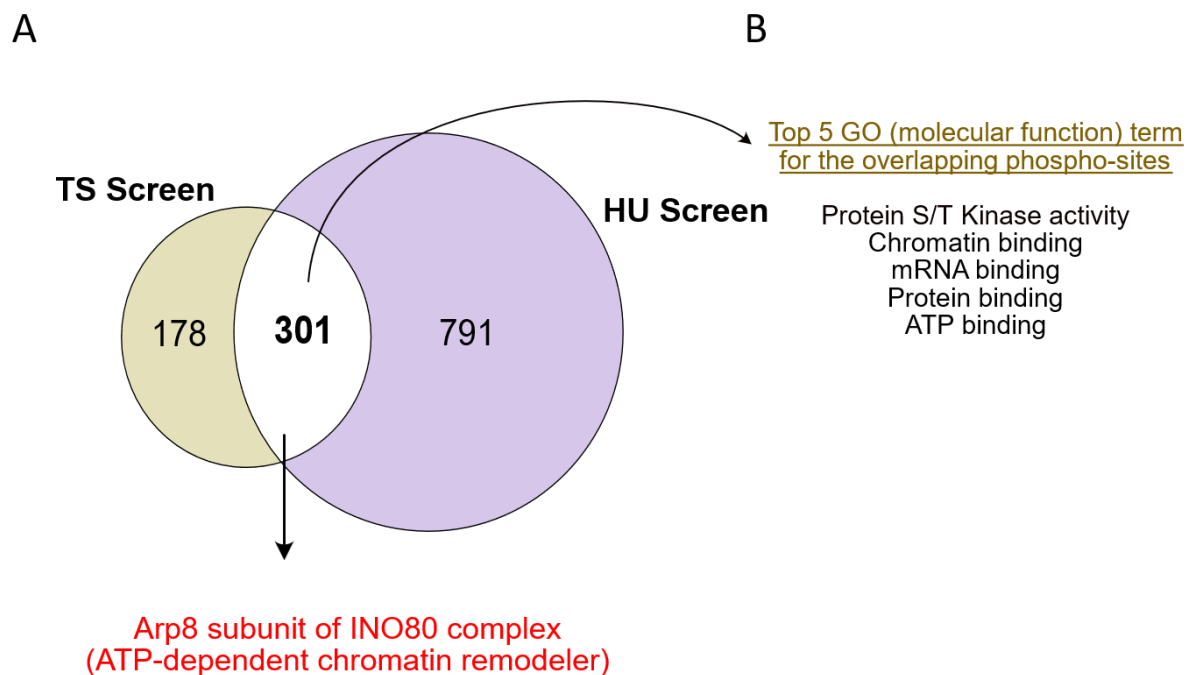 A
B
Top 5 GO (molecular function) term
for the overlapping phospho-sites
TS Screen
HU Screen
Protein S/T Kinase activity
Chromatin binding
mRNA binding
Protein binding
ATP binding
178
301
791
Arp8 subunit of INO80 complex
(ATP-dependent chromatin remodeler)